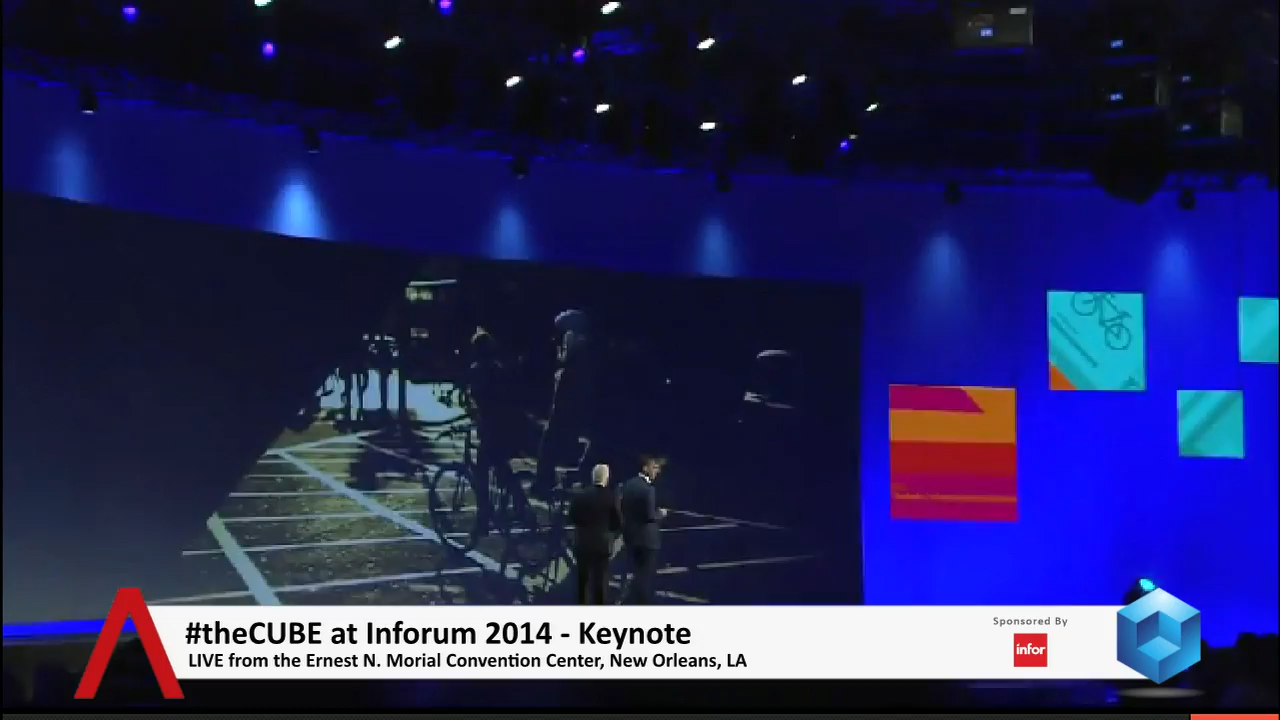 #theCUBE at Inforum 2014 - Keynote
LIVE from the Ernest N. Morial Convention Center, New Orleans, LA
Sponsored By
infor